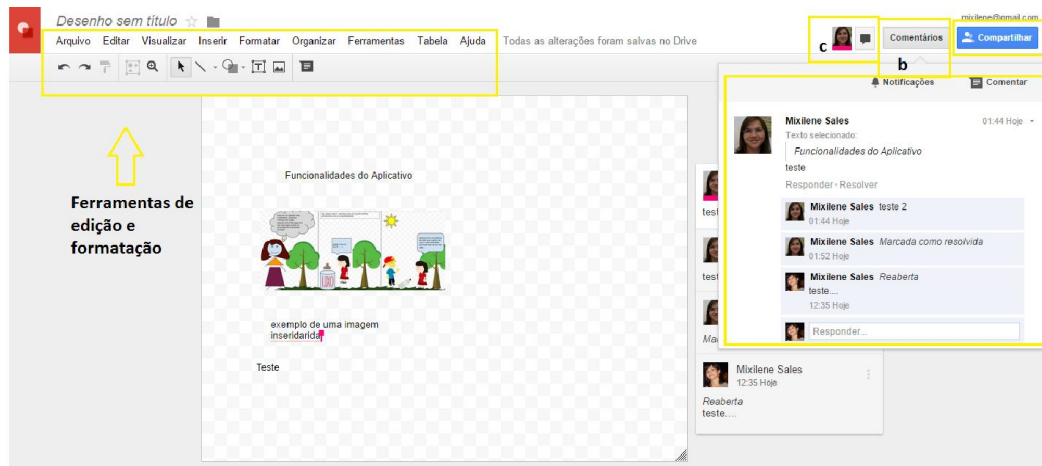 Desenho sem título
mixilene@gmail.com
Arquivo Editar Visualizar Inserir Formatar Organizar Ferramentas Tabela Ajuda Todas as alterações foram salvas no Drive
c
Comentários
Compartilhar
b
Notificações
Comentar
Ferramentas de
edição e
formatação
Funcionalidades do Aplicativo
LIXO
exemplo de uma imagem
inseridarida
Teste
Mixilene Sales
01:44 Hoje
Texto selecionado:
Funcionalidades do Aplicativo
teste
Responder · Resolver
Mixilene Sales teste 2
01:44 Hoje
Mixilene Sales Marcada como resolvida
01:52 Hoje
Mixilene Sales Reaberta
teste....
12:35 Hoje
Responder...
test
test
Ma
Mixilene Sales
12:35 Hoje
Reaberta
teste....